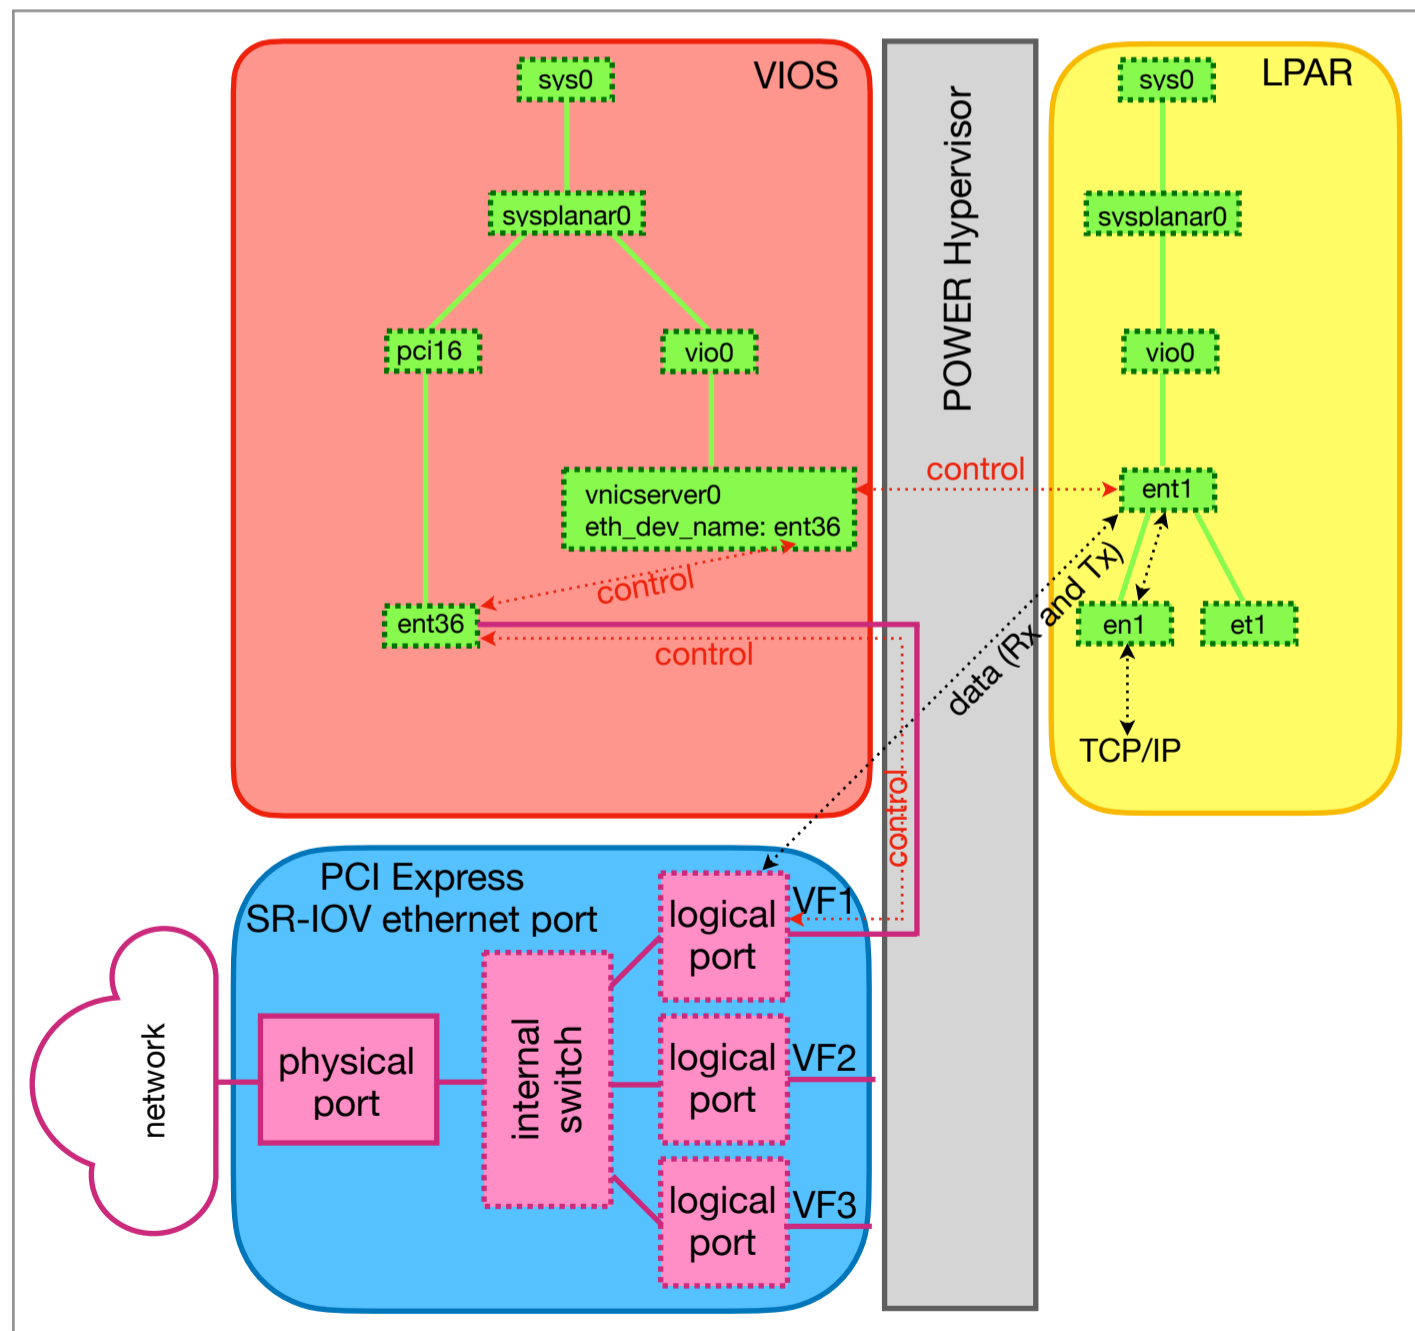 VIOS
sys0
sysplanar0
pci16
vio0
vnicserver0
eth_dev_name: ent36
control
ent36
control
control
control
POWER Hypervisor
LPAR
sys0
sysplanar0
vio0
ent1
data (Rx and Tx)
en1
et1
TCP/IP
PCI Express
SR-IOV ethernet port
network
physical
port
internal
switch
logical
port
VF1
logical
port
VF2
logical
port
VF3